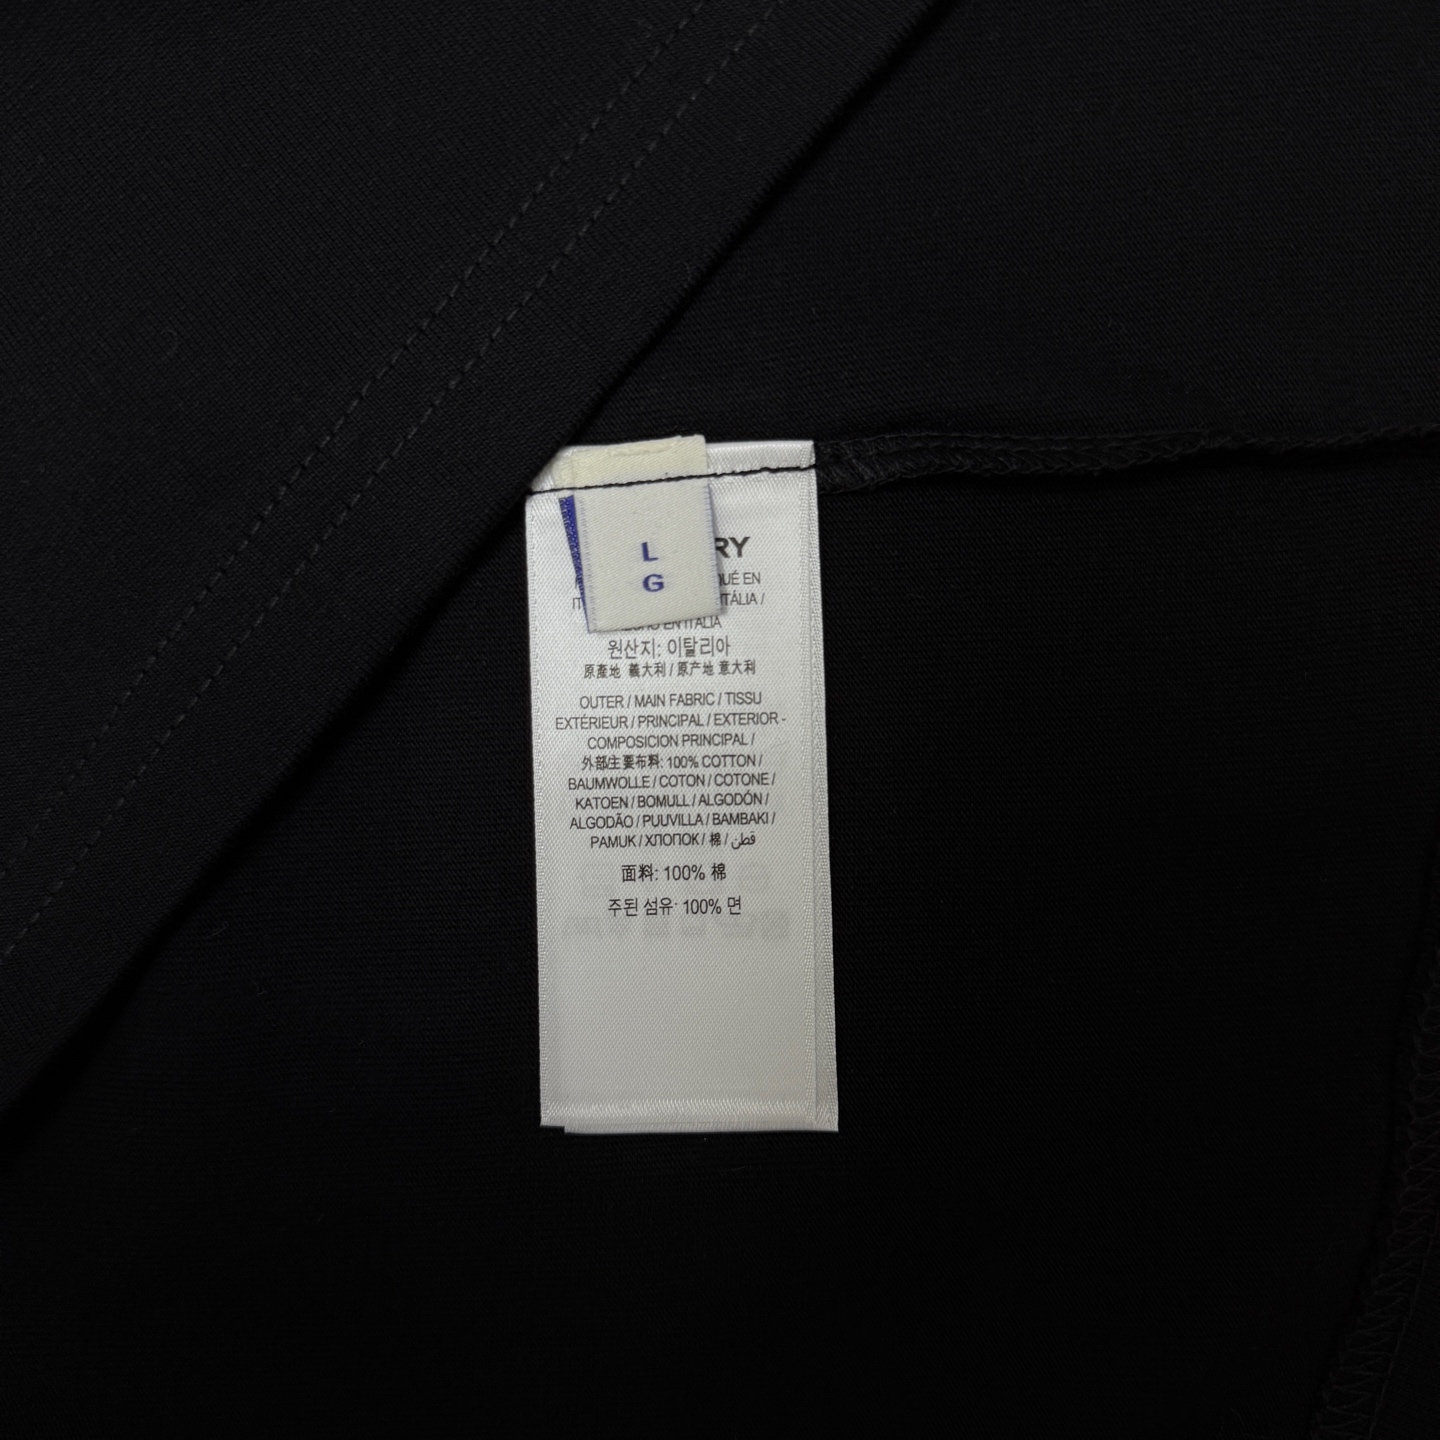 L
G
RY
UÉ EN
TÁLIA /
EN ITALIA
원산지: 이탈리아
原產地 義大利 / 原产地 意大利
OUTER / MAIN FABRIC / TISSU
EXTÉRIEUR / PRINCIPAL / EXTERIOR -
COMPOSICION PRINCIPAL /
外部主要布料: 100% COTTON /
BAUMWOLLE / COTON / COTONE /
KATOEN / BOMULL / ALGODÓN /
ALGODÃO / PUUVILLA / BAMBAKI /
PAMUK / ХЛОПОК / 棉 / قطن
面料: 100% 棉
주된 섬유: 100% 면